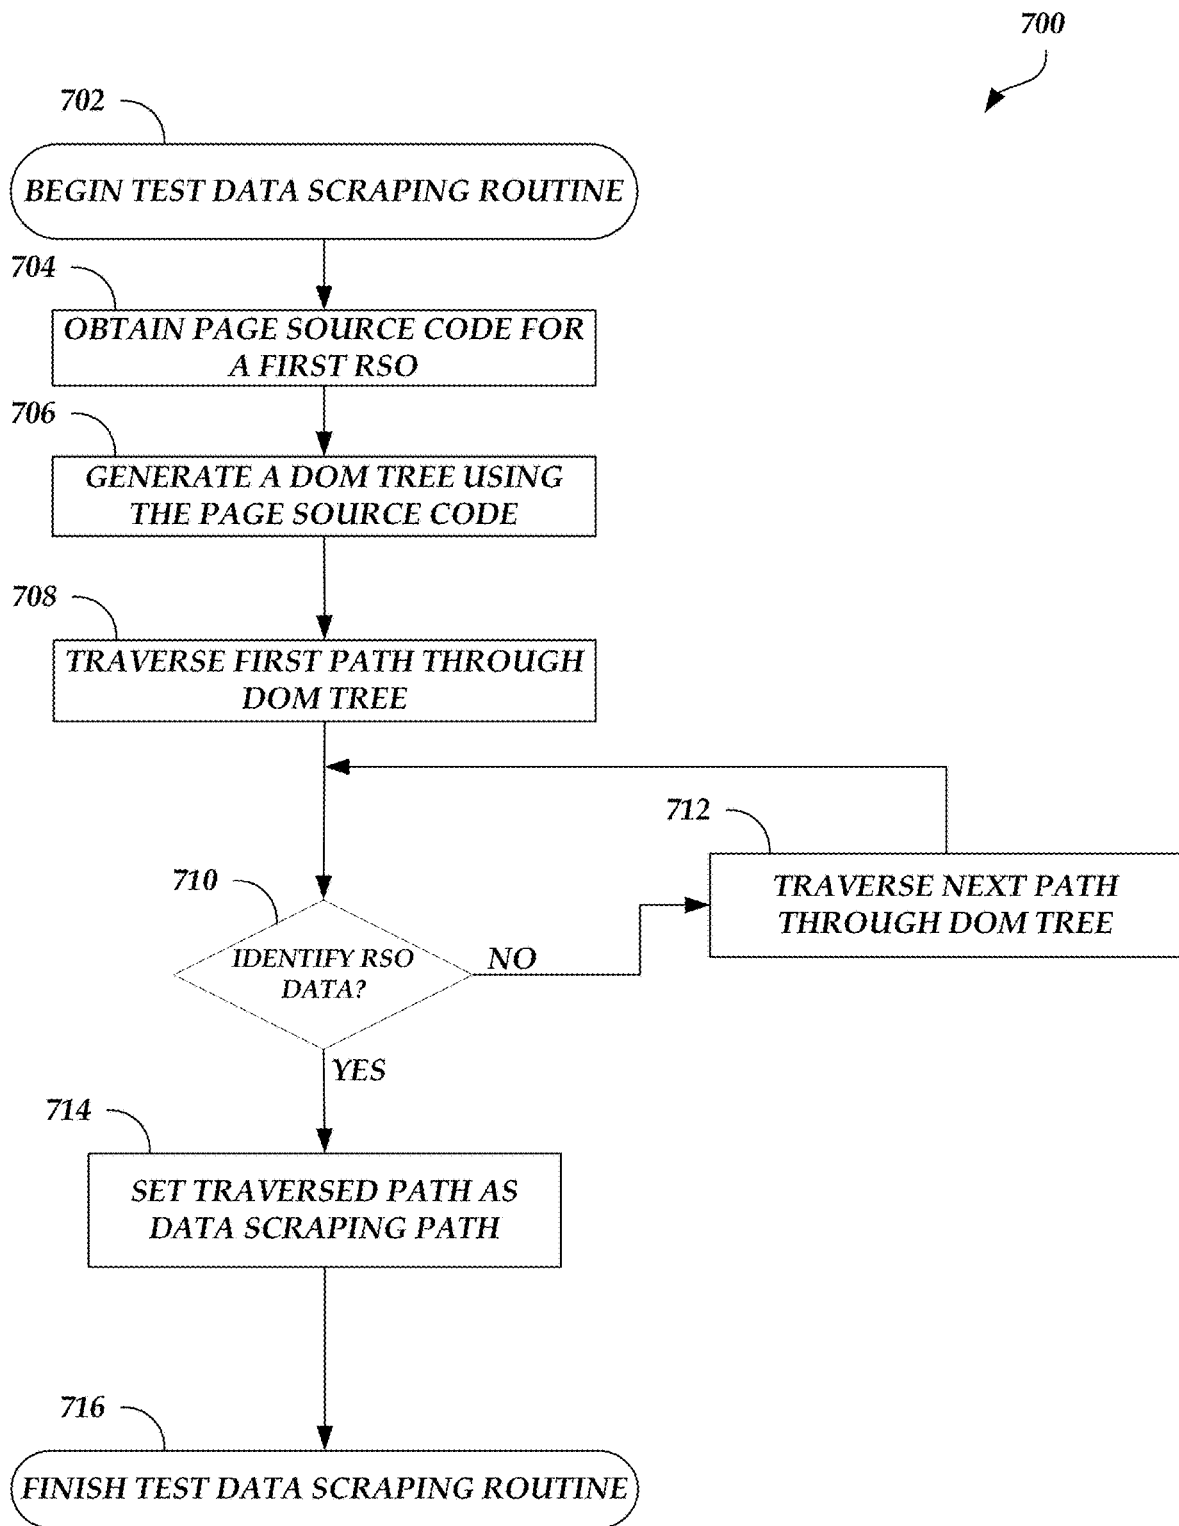 700
702
BEGIN TEST DATA SCRAPING ROUTINE
704
OBTAIN PAGE SOURCE CODE FOR
A FIRST RSO
706
GENERATE A DOM TREE USING
THE PAGE SOURCE CODE
708
TRAVERSE FIRST PATH THROUGH
DOM TREE
712
TRAVERSE NEXT PATH
THROUGH DOM TREE
710
IDENTIFY RSO
DATA?
NO
YES
714
SET TRAVERSED PATH AS
DATA SCRAPING PATH
716
FINISH TEST DATA SCRAPING ROUTINE